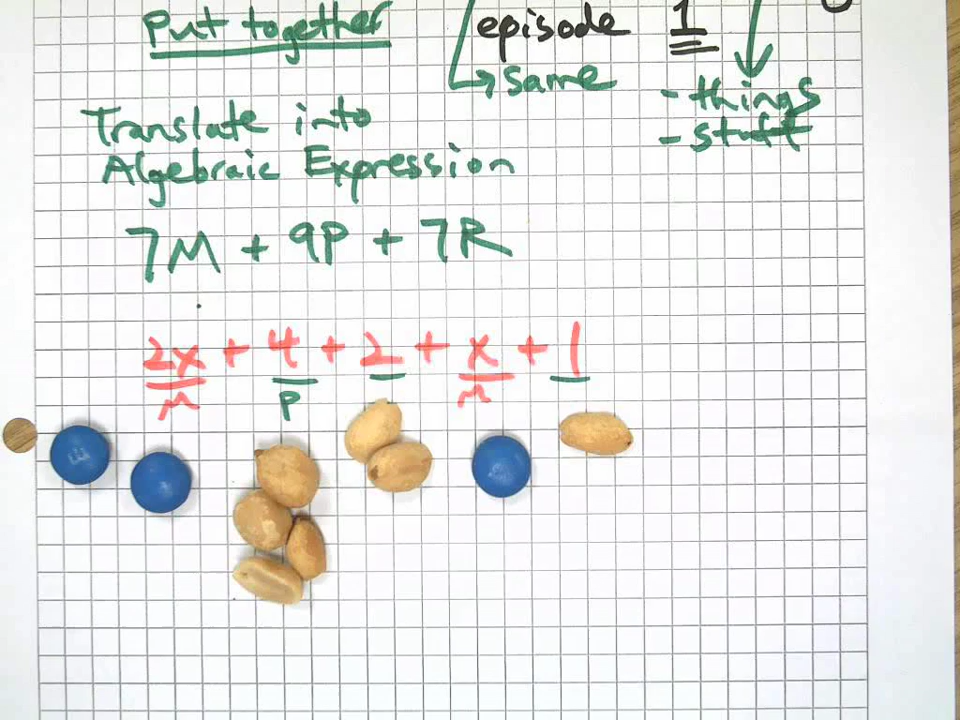 Put together
episode 1
same
- things
- stuff
Translate into
Algebraic Expression
7M + 9P + 7R
2x + 4 + 2 + x + 1
M P M